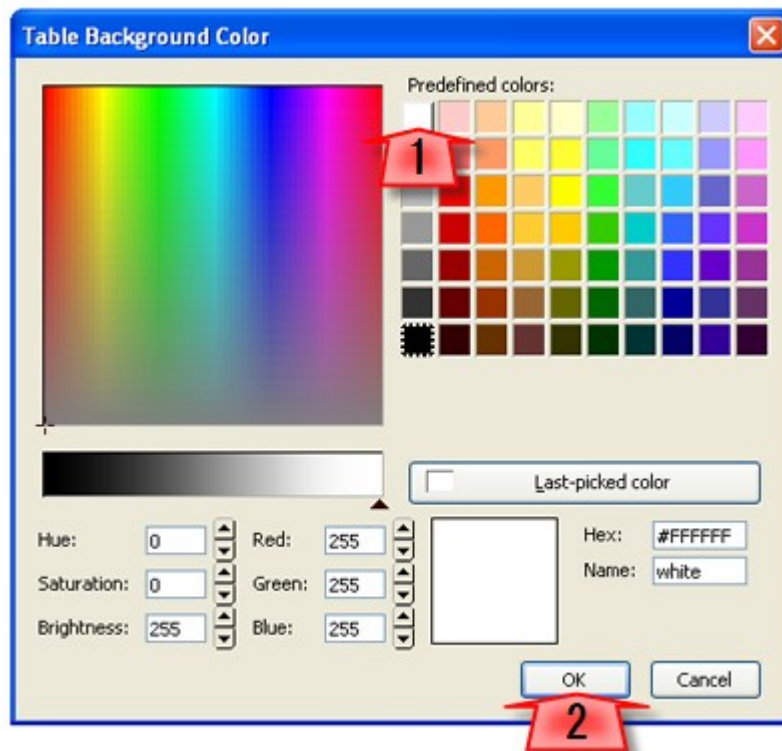 Table Background Color
Predefined colors:
1
Last-picked color
Hue: 0 Red: 255 Hex: #FFFFFF
Saturation: 0 Green: 255 Name: white
Brightness: 255 Blue: 255
OK Cancel
2